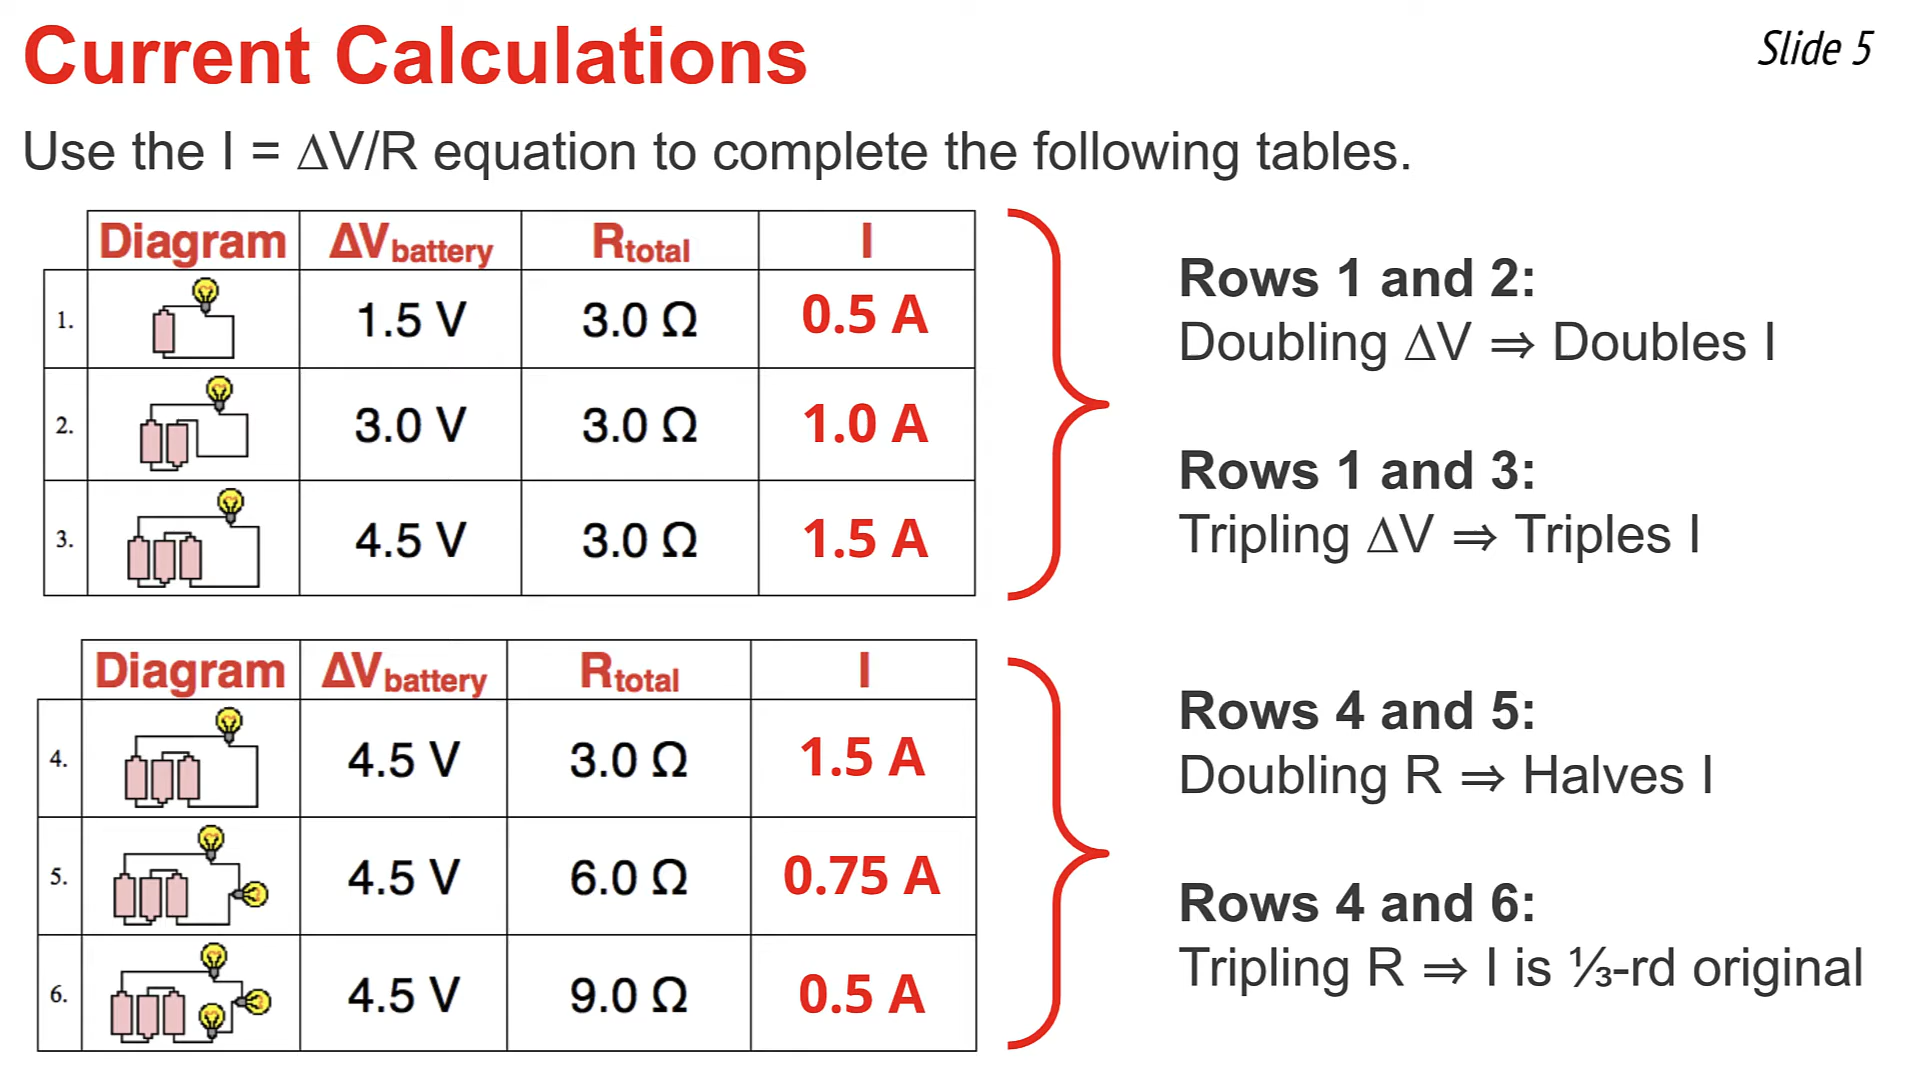 Current Calculations
Slide 5
Use the I = ΔV/R equation to complete the following tables.
Diagram ΔVbattery Rtotal I
1. 1.5 V 3.0 Ω 0.5 A
2. 3.0 V 3.0 Ω 1.0 A
3. 4.5 V 3.0 Ω 1.5 A
Rows 1 and 2:
Doubling ΔV ⇒ Doubles I
Rows 1 and 3:
Tripling ΔV ⇒ Triples I
Diagram ΔVbattery Rtotal I
4. 4.5 V 3.0 Ω 1.5 A
5. 4.5 V 6.0 Ω 0.75 A
6. 4.5 V 9.0 Ω 0.5 A
Rows 4 and 5:
Doubling R ⇒ Halves I
Rows 4 and 6:
Tripling R ⇒ I is ⅓-rd original